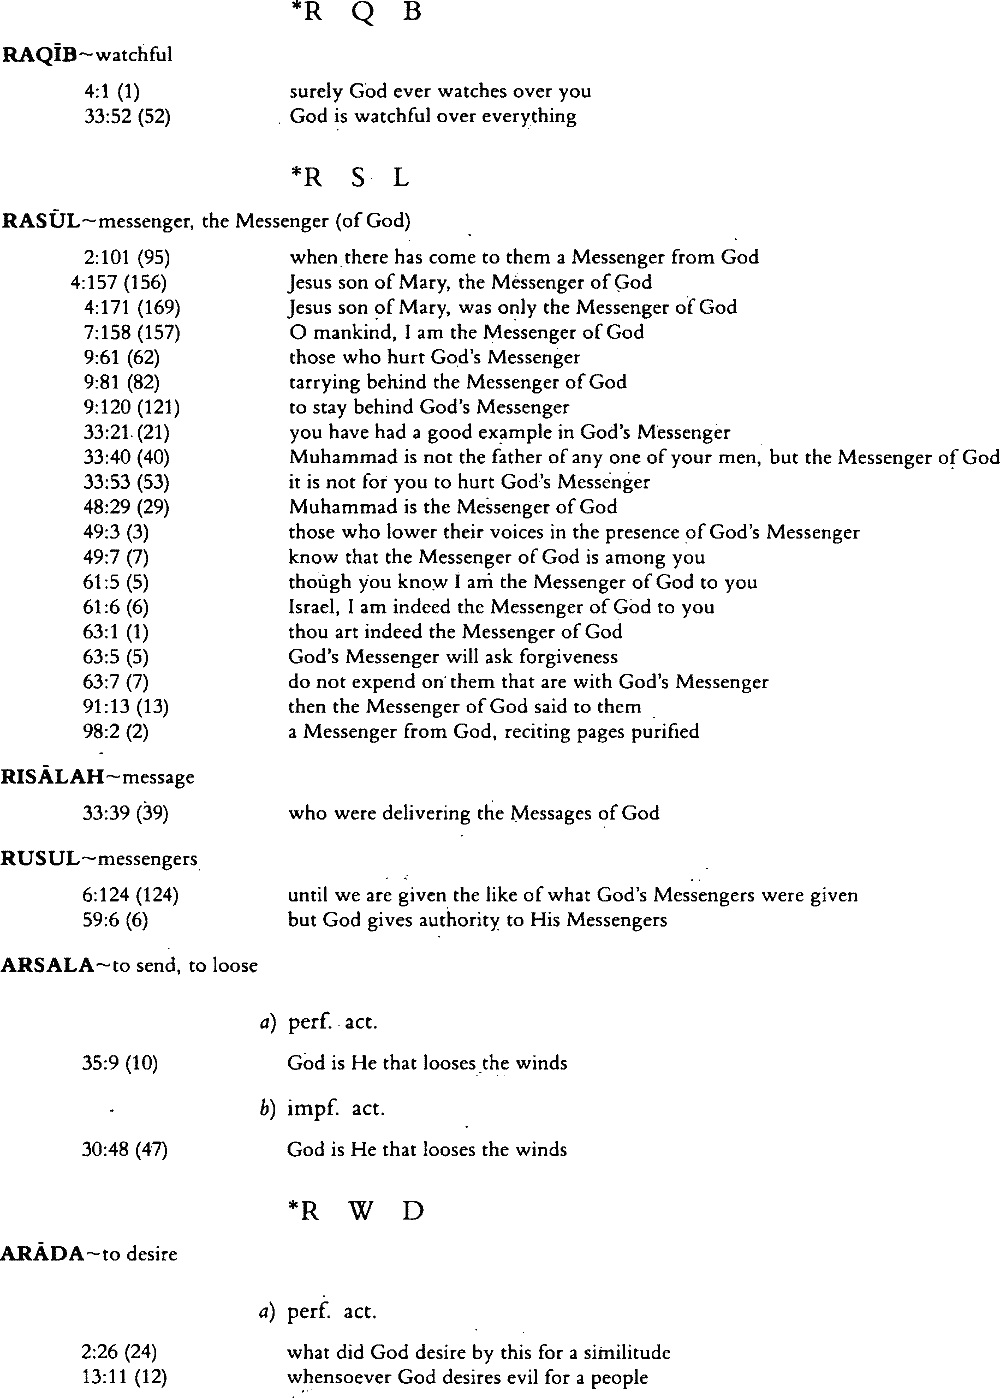 *R Q B
RAQĪB~watchful
4:1 (1) surely God ever watches over you
33:52 (52) God is watchful over everything
*R S L
RASŪL~messenger, the Messenger (of God)
2:101 (95) when there has come to them a Messenger from God
4:157 (156) Jesus son of Mary, the Messenger of God
4:171 (169) Jesus son of Mary, was only the Messenger of God
7:158 (157) O mankind, I am the Messenger of God
9:61 (62) those who hurt God's Messenger
9:81 (82) tarrying behind the Messenger of God
9:120 (121) to stay behind God's Messenger
33:21 (21) you have had a good example in God's Messenger
33:40 (40) Muhammad is not the father of any one of your men, but the Messenger of God
33:53 (53) it is not for you to hurt God's Messenger
48:29 (29) Muhammad is the Messenger of God
49:3 (3) those who lower their voices in the presence of God's Messenger
49:7 (7) know that the Messenger of God is among you
61:5 (5) though you know I am the Messenger of God to you
61:6 (6) Israel, I am indeed the Messenger of God to you
63:1 (1) thou art indeed the Messenger of God
63:5 (5) God's Messenger will ask forgiveness
63:7 (7) do not expend on them that are with God's Messenger
91:13 (13) then the Messenger of God said to them
98:2 (2) a Messenger from God, reciting pages purified
RISĀLAH~message
33:39 (39) who were delivering the Messages of God
RUSUL~messengers
6:124 (124) until we are given the like of what God's Messengers were given
59:6 (6) but God gives authority to His Messengers
ARSALA~to send, to loose
a) perf. act.
35:9 (10) God is He that looses the winds
b) impf. act.
30:48 (47) God is He that looses the winds
*R W D
ARĀDA~to desire
a) perf. act.
2:26 (24) what did God desire by this for a similitude
13:11 (12) whensoever God desires evil for a people